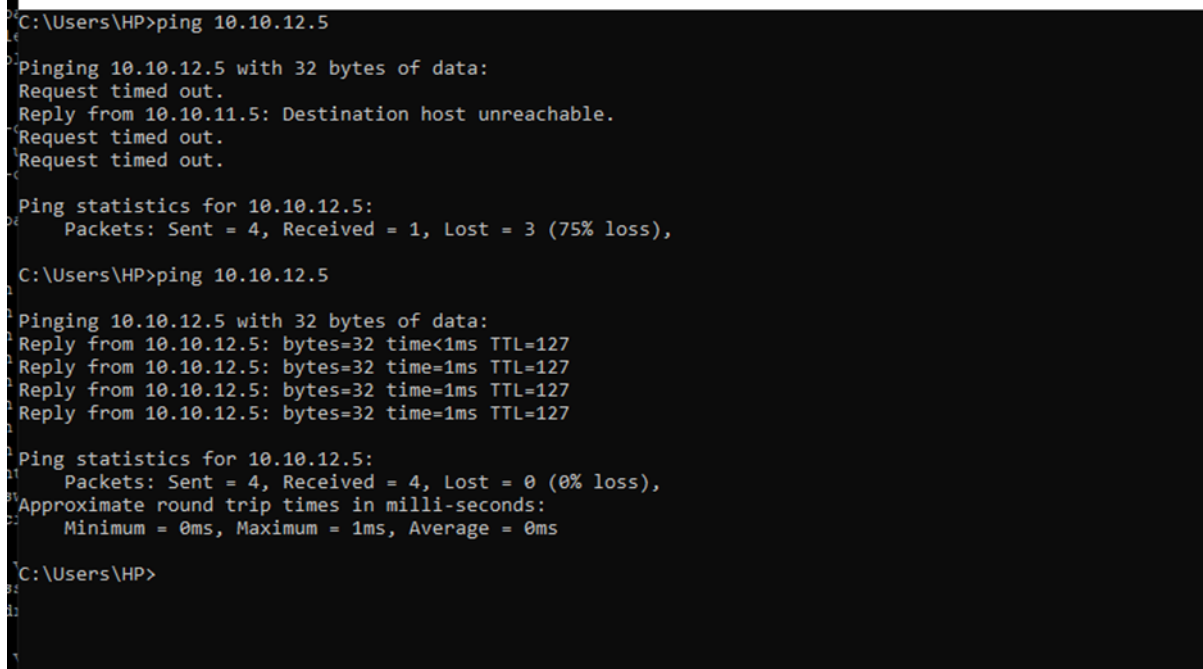 C:\Users\HP>ping 10.10.12.5
Pinging 10.10.12.5 with 32 bytes of data:
Request timed out.
Reply from 10.10.11.5: Destination host unreachable.
Request timed out.
Request timed out.
Ping statistics for 10.10.12.5:
Packets: Sent = 4, Received = 1, Lost = 3 (75% loss),
C:\Users\HP>ping 10.10.12.5
Pinging 10.10.12.5 with 32 bytes of data:
Reply from 10.10.12.5: bytes=32 time<1ms TTL=127
Reply from 10.10.12.5: bytes=32 time=1ms TTL=127
Reply from 10.10.12.5: bytes=32 time=1ms TTL=127
Reply from 10.10.12.5: bytes=32 time=1ms TTL=127
Ping statistics for 10.10.12.5:
Packets: Sent = 4, Received = 4, Lost = 0 (0% loss),
Approximate round trip times in milli-seconds:
Minimum = 0ms, Maximum = 1ms, Average = 0ms
C:\Users\HP>